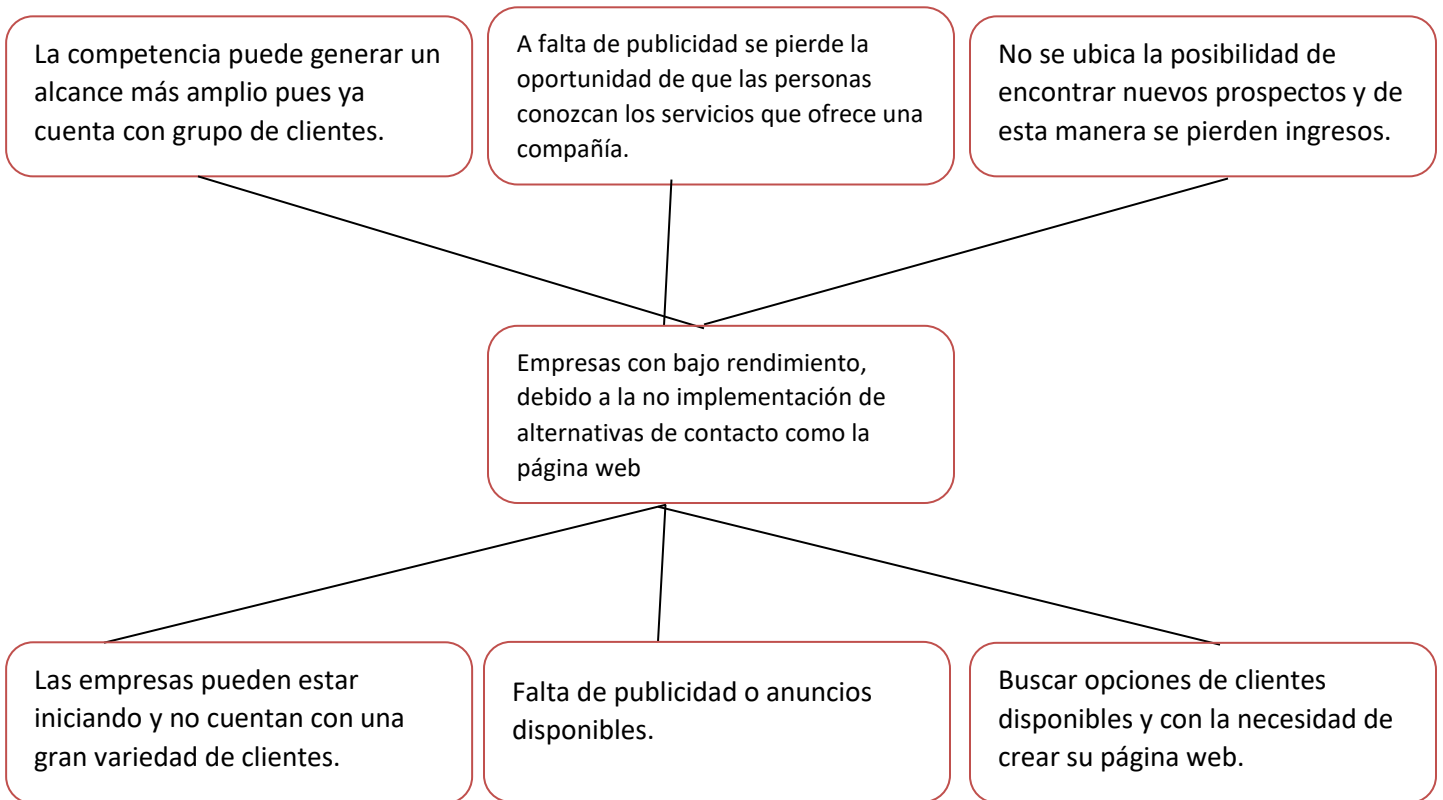 La competencia puede generar un
alcance más amplio pues ya
cuenta con grupo de clientes.
A falta de publicidad se pierde la
oportunidad de que las personas
conozcan los servicios que ofrece una
compañía.
No se ubica la posibilidad de
encontrar nuevos prospectos y de
esta manera se pierden ingresos.
Empresas con bajo rendimiento,
debido a la no implementación de
alternativas de contacto como la
página web
Las empresas pueden estar
iniciando y no cuentan con una
gran variedad de clientes.
Falta de publicidad o anuncios
disponibles.
Buscar opciones de clientes
disponibles y con la necesidad de
crear su página web.